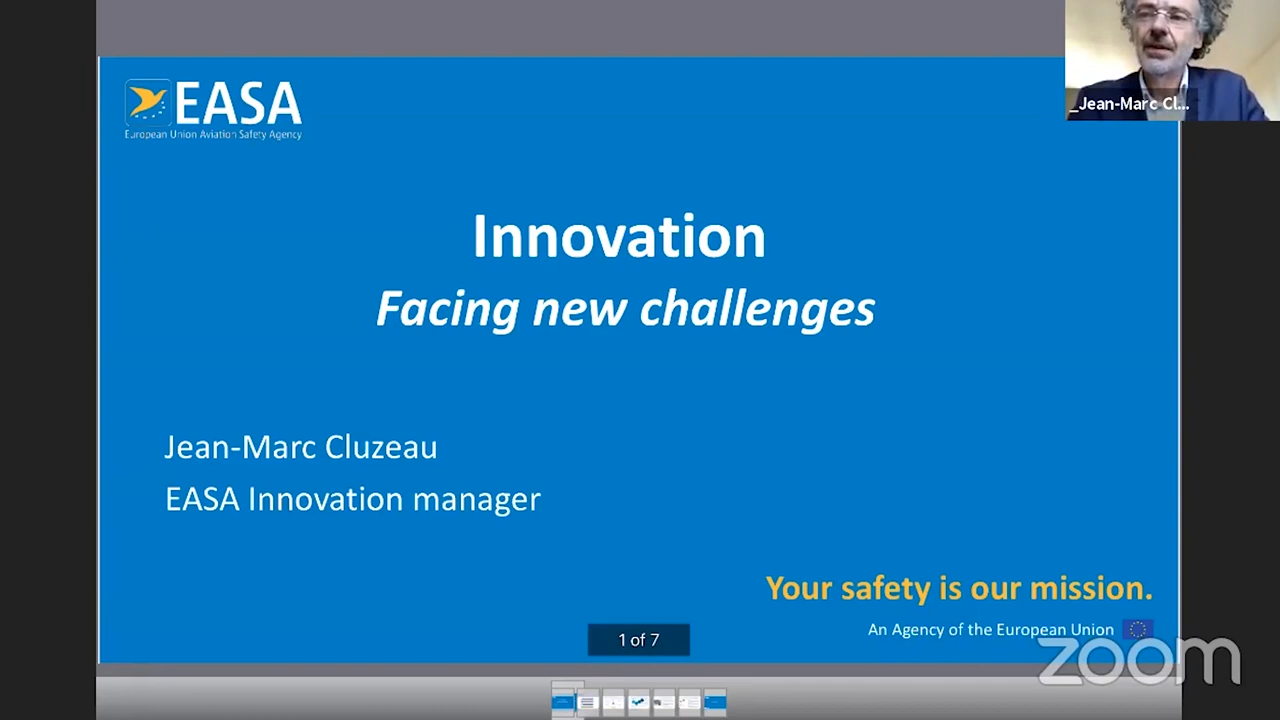 EASA
European Union Aviation Safety Agency
_Jean-Marc Cl...
Innovation
Facing new challenges
Jean-Marc Cluzeau
EASA Innovation manager
Your safety is our mission.
An Agency of the European Union
1 of 7
zoom